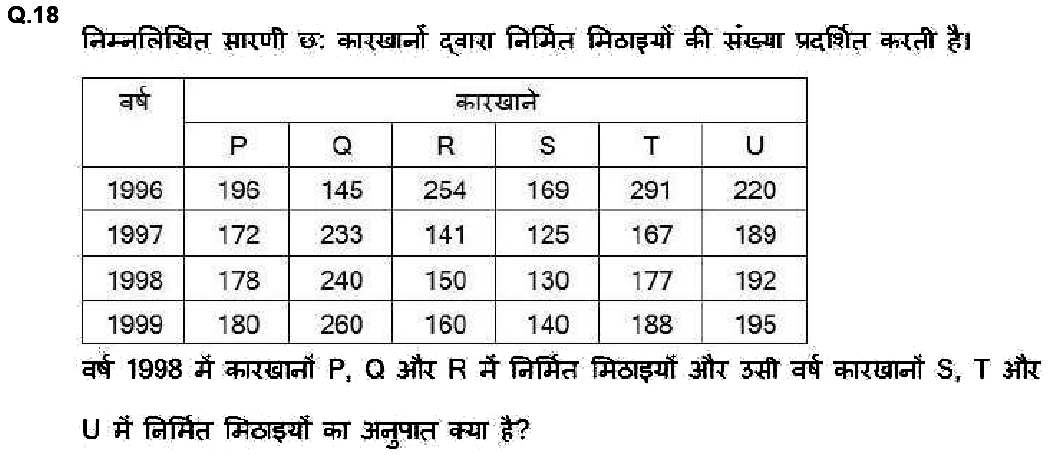 Q.18
निम्नलिखित सारणी छ: कारखानों द्वारा निर्मित मिठाइयों की संख्या प्रदर्शित करती है।
वर्ष कारखाने
P Q R S T U
1996 196 145 254 169 291 220
1997 172 233 141 125 167 189
1998 178 240 150 130 177 192
1999 180 260 160 140 188 195
वर्ष 1998 में कारखानों P, Q और R में निर्मित मिठाइयों और उसी वर्ष कारखानों S, T और
U में निर्मित मिठाइयों का अनुपात क्या है?